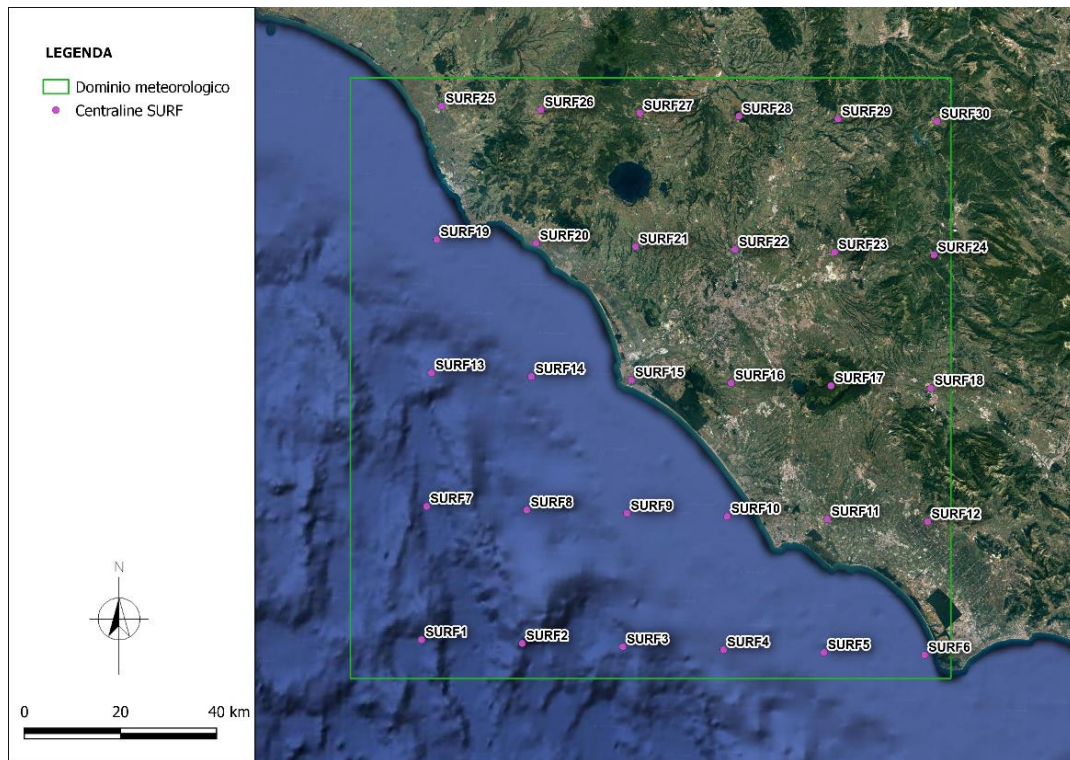 LEGENDA
Dominio meteorologico
Centraline SURF
SURF25
SURF26
SURF27
SURF28
SURF29
SURF30
SURF19
SURF20
SURF21
SURF22
SURF23
SURF24
SURF13
SURF14
SURF15
SURF16
SURF17
SURF18
SURF7
SURF8
SURF9
SURF10
SURF11
SURF12
SURF1
SURF2
SURF3
SURF4
SURF5
SURF6
N
0 20 40 km